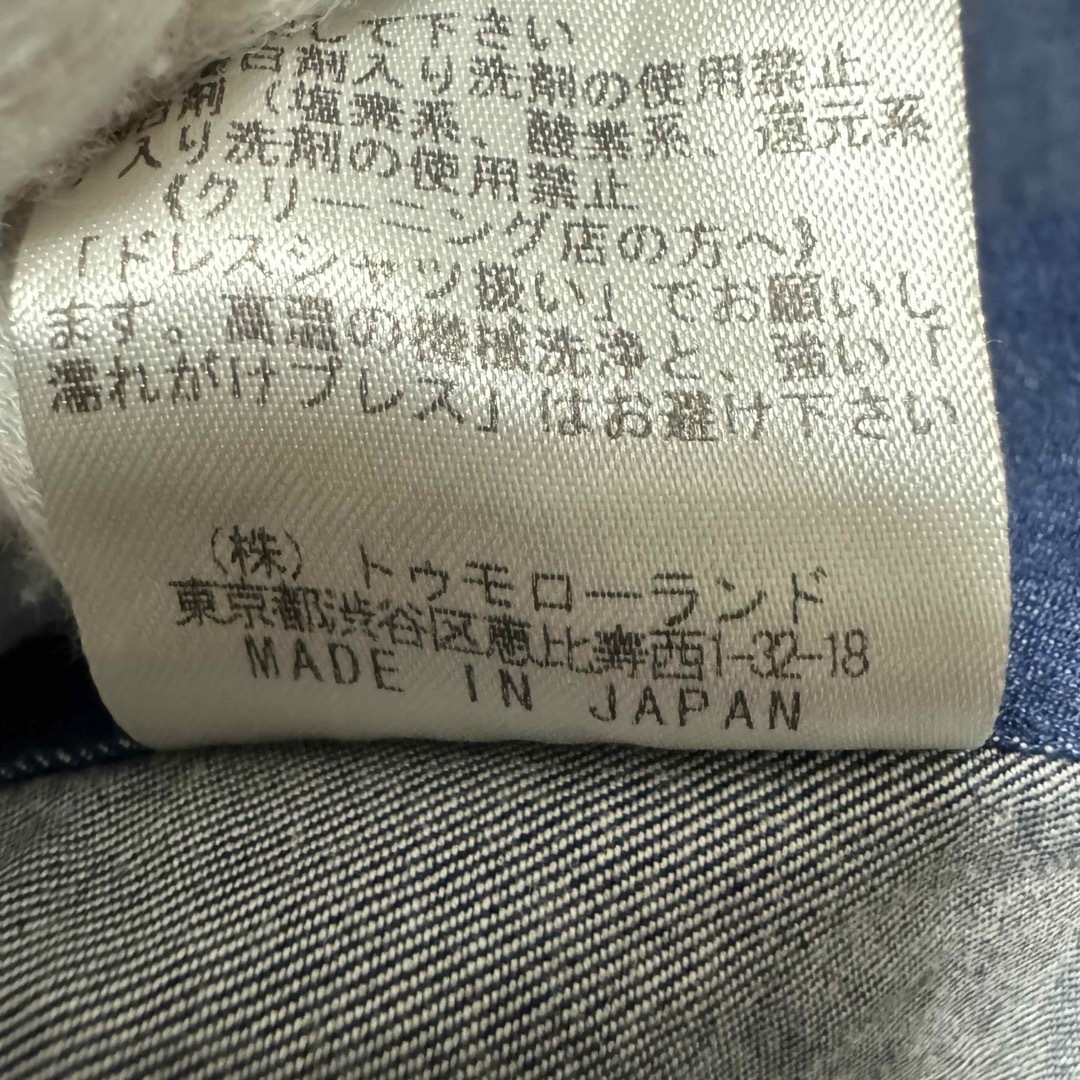 して下さい
白剤入り洗剤の使用禁止
白剤（塩素系、酸素系、還元系
入り洗剤の使用禁止
《クリーニング店の方へ》
「ドレスシャツ扱い」でお願いし
ます。高温の機械洗浄と、強い「
濡れがけプレス」はお避け下さい
（株）トゥモローランド
東京都渋谷区恵比寿西1-32-18
MADE IN JAPAN